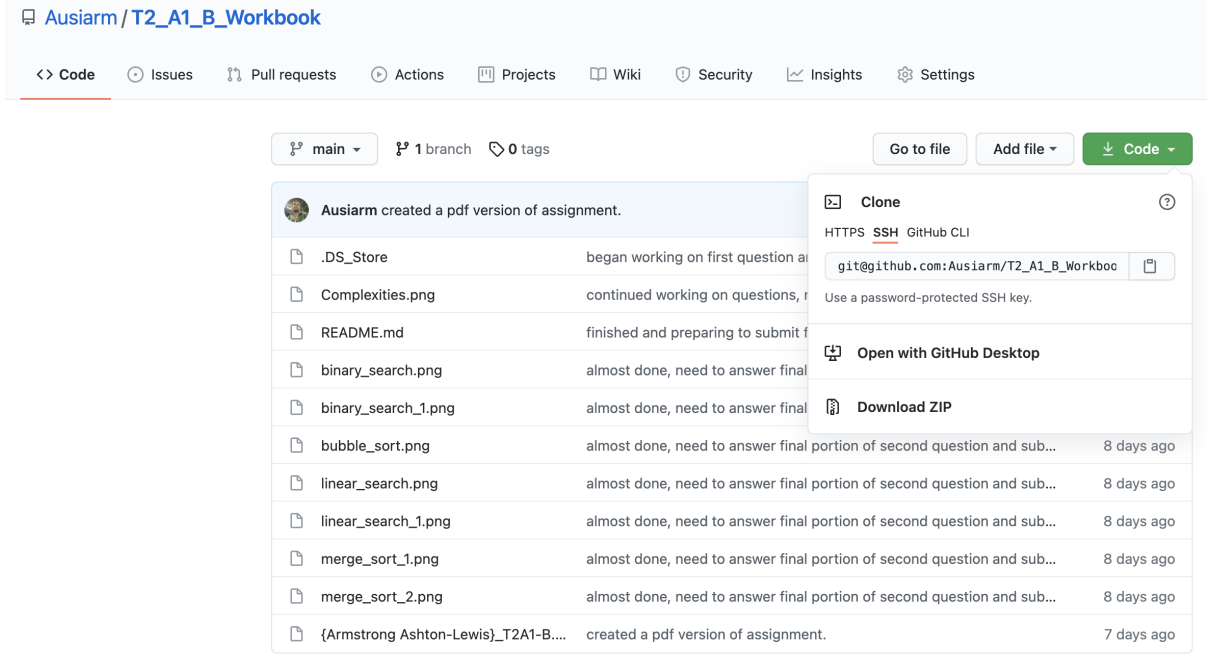 Ausiarm / T2_A1_B_Workbook
Code Issues Pull requests Actions Projects Wiki Security Insights Settings
main 1 branch 0 tags Go to file Add file Code
Ausiarm created a pdf version of assignment.
Clone
HTTPS SSH GitHub CLI
git@github.com:Ausiarm/T2_A1_B_Workboo
Use a password-protected SSH key.
Open with GitHub Desktop
Download ZIP
.DS_Store began working on first question
Complexities.png continued working on questions,
README.md finished and preparing to submit
binary_search.png almost done, need to answer final
binary_search_1.png almost done, need to answer final
bubble_sort.png almost done, need to answer final portion of second question and sub... 8 days ago
linear_search.png almost done, need to answer final portion of second question and sub... 8 days ago
linear_search_1.png almost done, need to answer final portion of second question and sub... 8 days ago
merge_sort_1.png almost done, need to answer final portion of second question and sub... 8 days ago
merge_sort_2.png almost done, need to answer final portion of second question and sub... 8 days ago
{Armstrong Ashton-Lewis}_T2A1-B.... created a pdf version of assignment. 7 days ago